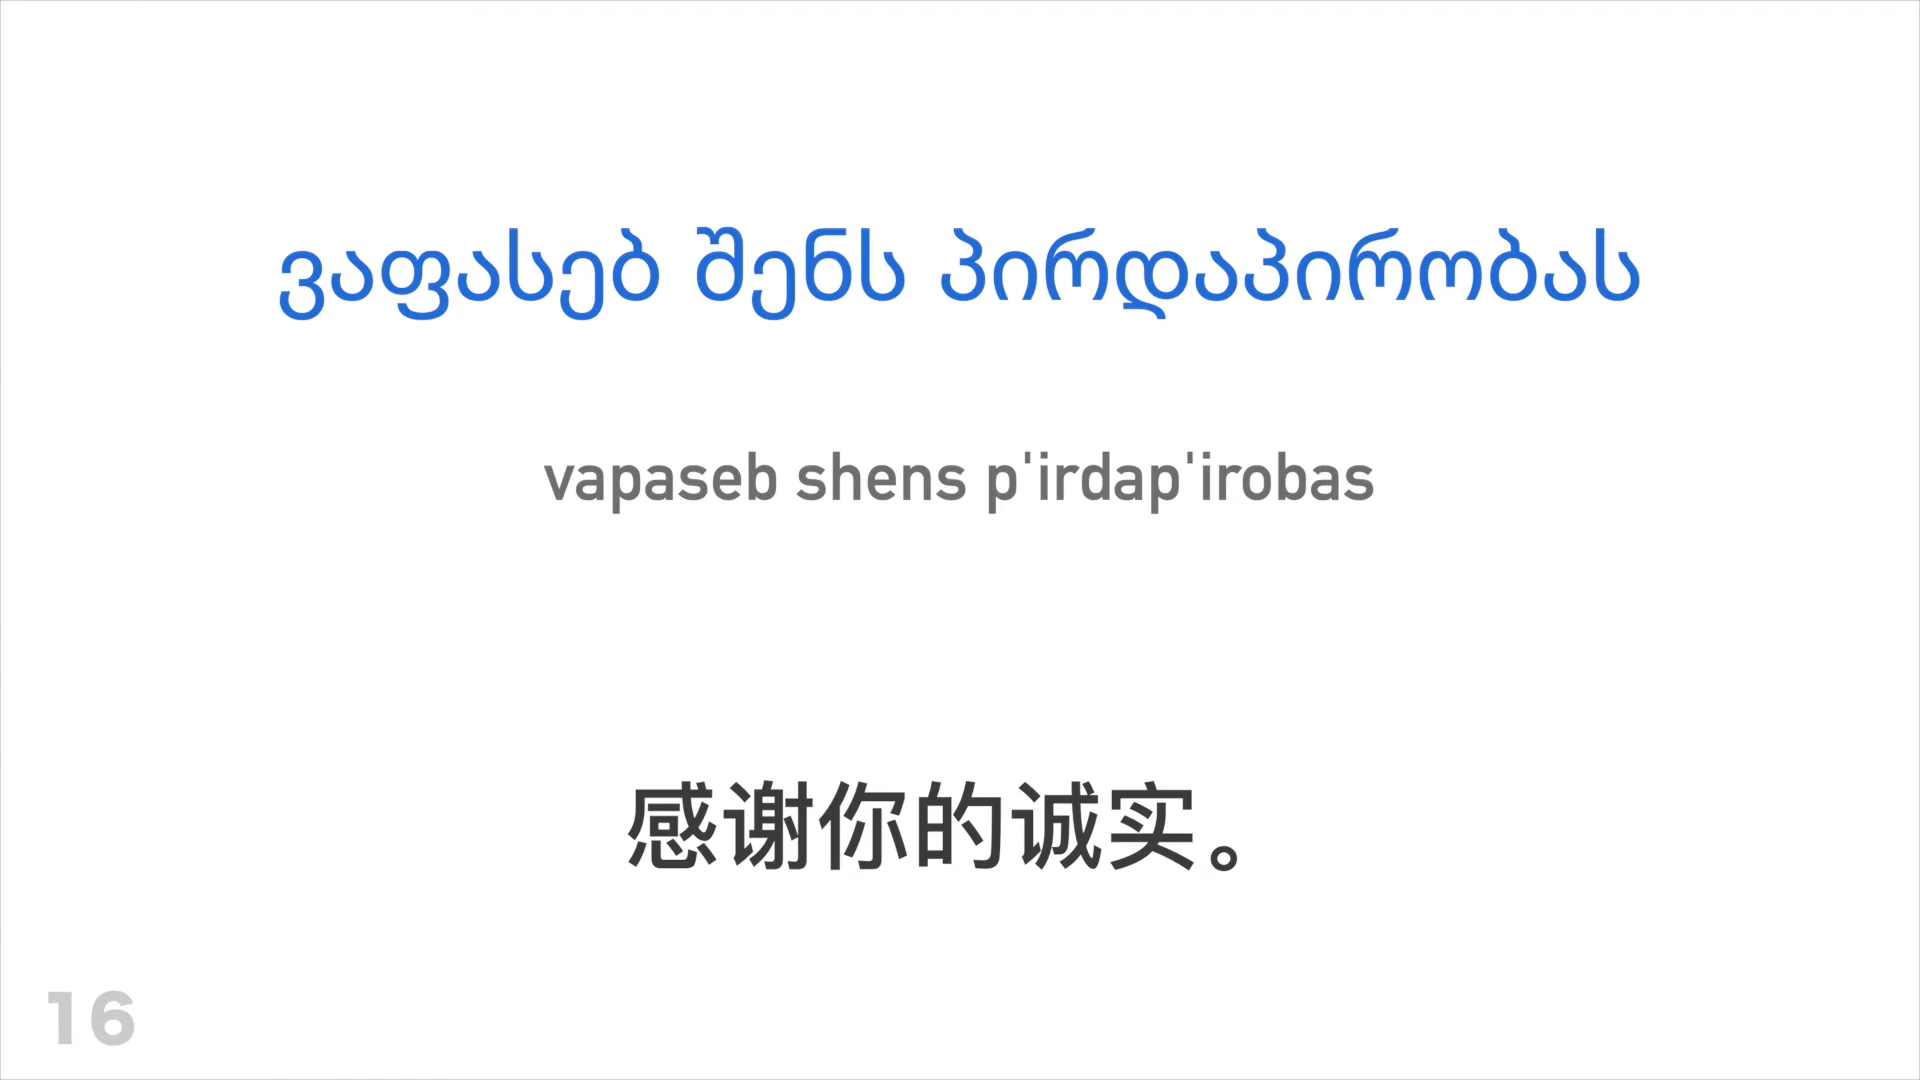 ვაფასებ შენს პირდაპირობას
vapaseb shens p'irdap'irobas
感谢你的诚实。
16